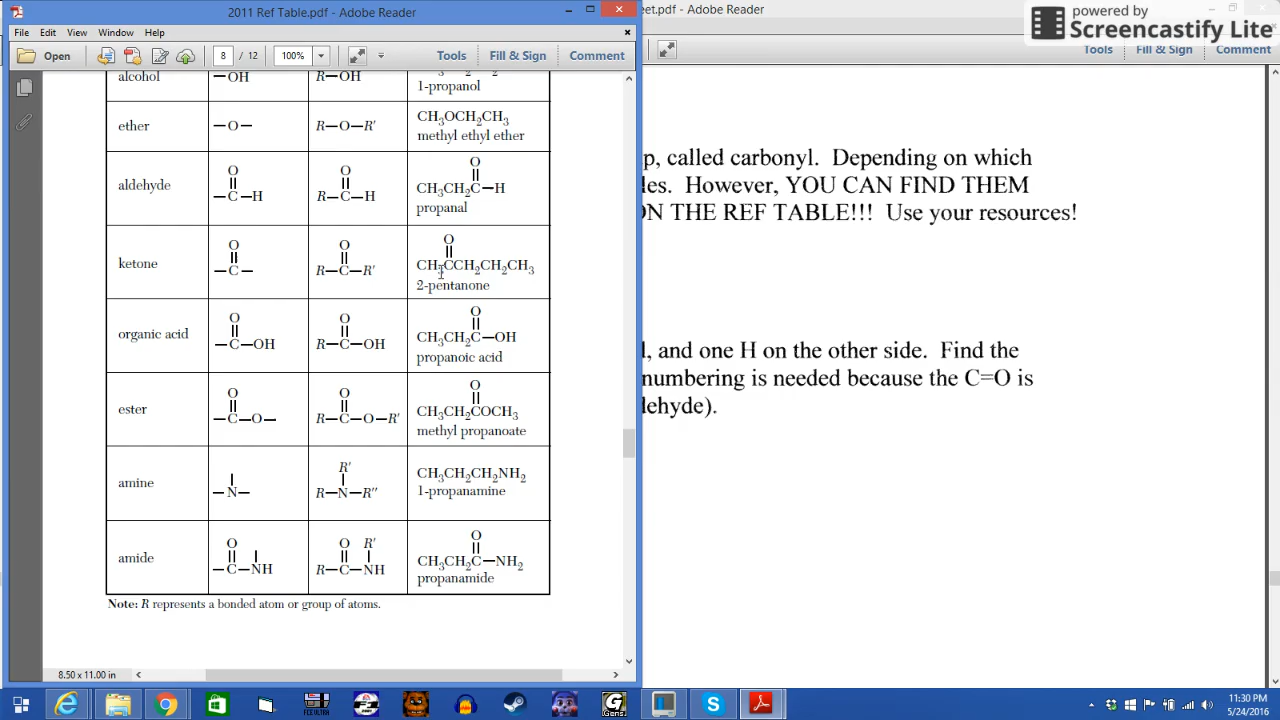 2011 Ref Table.pdf - Adobe Reader
eet.pdf - Adobe Reader
powered by
Screencastify Lite
File Edit View Window Help
Open
8 / 12
100%
Tools Fill & Sign Comment
Tools Fill & Sign Comment
alcohol
—OH
R—OH
1-propanol
ether
—O—
R—O—R′
CH3OCH2CH3
methyl ethyl ether
aldehyde
O
—C—H
O
R—C—H
O
CH3CH2C—H
propanal
ketone
O
—C—
O
R—C—R′
O
CH3CCH2CH2CH3
2-pentanone
organic acid
O
—C—OH
O
R—C—OH
O
CH3CH2C—OH
propanoic acid
ester
O
—C—O—
O
R—C—O—R′
O
CH3CH2COCH3
methyl propanoate
amine
—N—
R′
R—N—R″
CH3CH2CH2NH2
1-propanamine
amide
O
—C—NH
O R′
R—C—NH
O
CH3CH2C—NH2
propanamide
Note: R represents a bonded atom or group of atoms.
8.50 x 11.00 in
p, called carbonyl. Depending on which
les. However, YOU CAN FIND THEM
ON THE REF TABLE!!! Use your resources!
l, and one H on the other side. Find the
numbering is needed because the C=O is
dehyde).
Gens
11:30 PM
5/24/2016